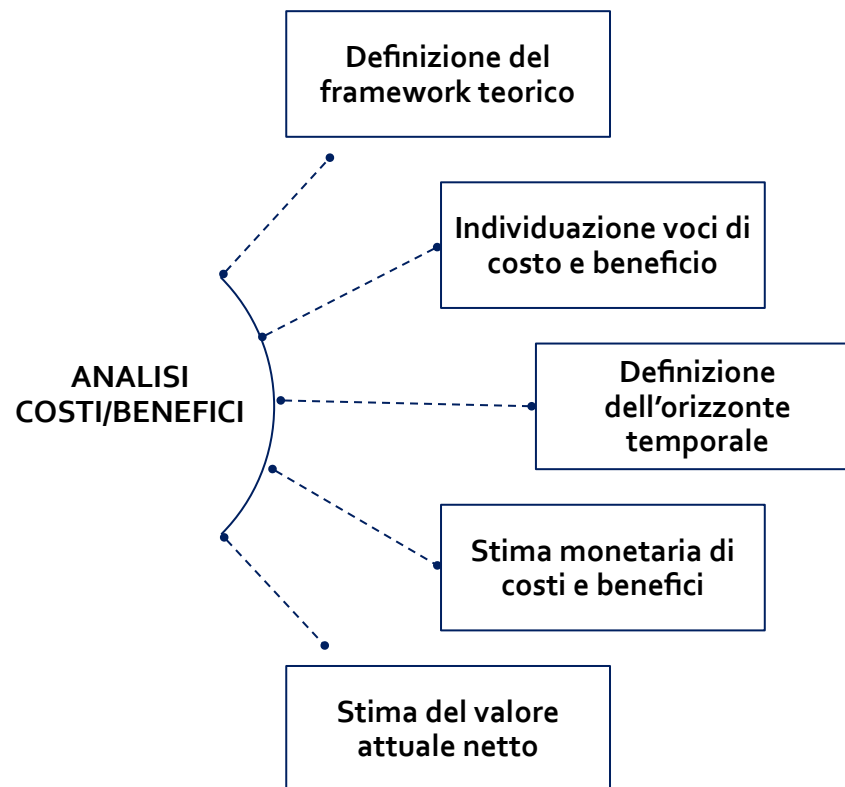 Definizione del
framework teorico
Individuazione voci di
costo e beneficio
ANALISI
COSTI/BENEFICI
Definizione
dell'orizzonte
temporale
Stima monetaria di
costi e benefici
Stima del valore
attuale netto